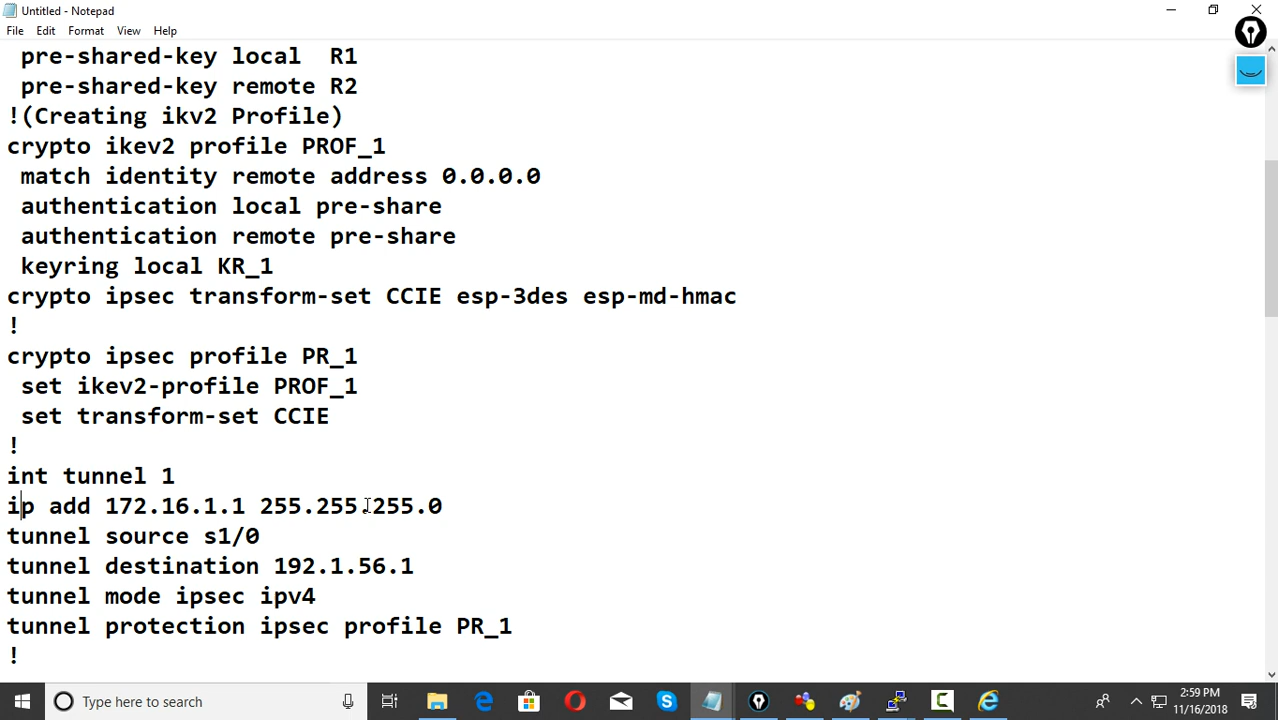 Untitled - Notepad
File Edit Format View Help
pre-shared-key local  R1
pre-shared-key remote R2
!(Creating ikv2 Profile)
crypto ikev2 profile PROF_1
match identity remote address 0.0.0.0
authentication local pre-share
authentication remote pre-share
keyring local KR_1
crypto ipsec transform-set CCIE esp-3des esp-md-hmac
!
crypto ipsec profile PR_1
set ikev2-profile PROF_1
set transform-set CCIE
!
int tunnel 1
ip add 172.16.1.1 255.255.255.0
tunnel source s1/0
tunnel destination 192.1.56.1
tunnel mode ipsec ipv4
tunnel protection ipsec profile PR_1
!
Type here to search
2:59 PM
11/16/2018